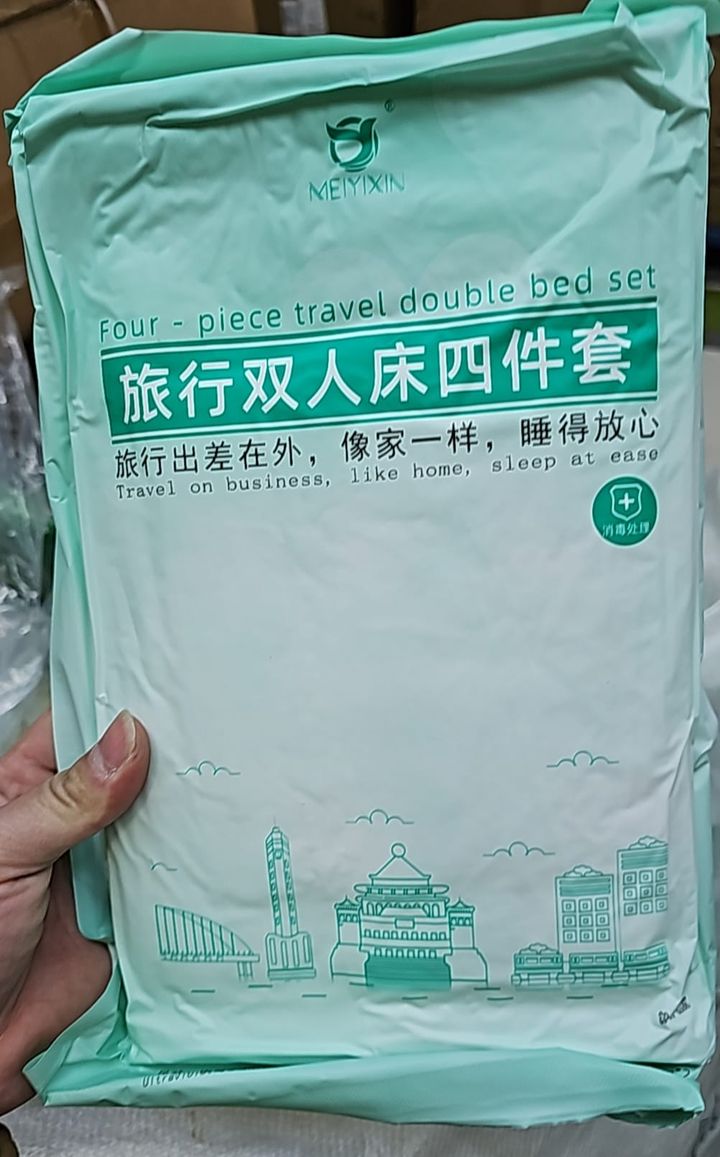 ®
MEIYIXIN
Four - piece travel double bed set
旅行双人床四件套
旅行出差在外，像家一样，睡得放心
Travel on business, like home, sleep at ease
消毒处理